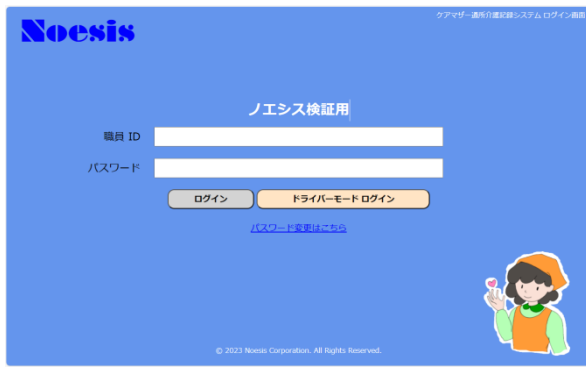 ケアマザー通所介護記録システム ログイン画面
Noesis
ノエシス検証用
職員 ID
パスワード
ログイン
ドライバーモード ログイン
パスワード変更はこちら
© 2023 Noesis Corporation. All Rights Reserved.